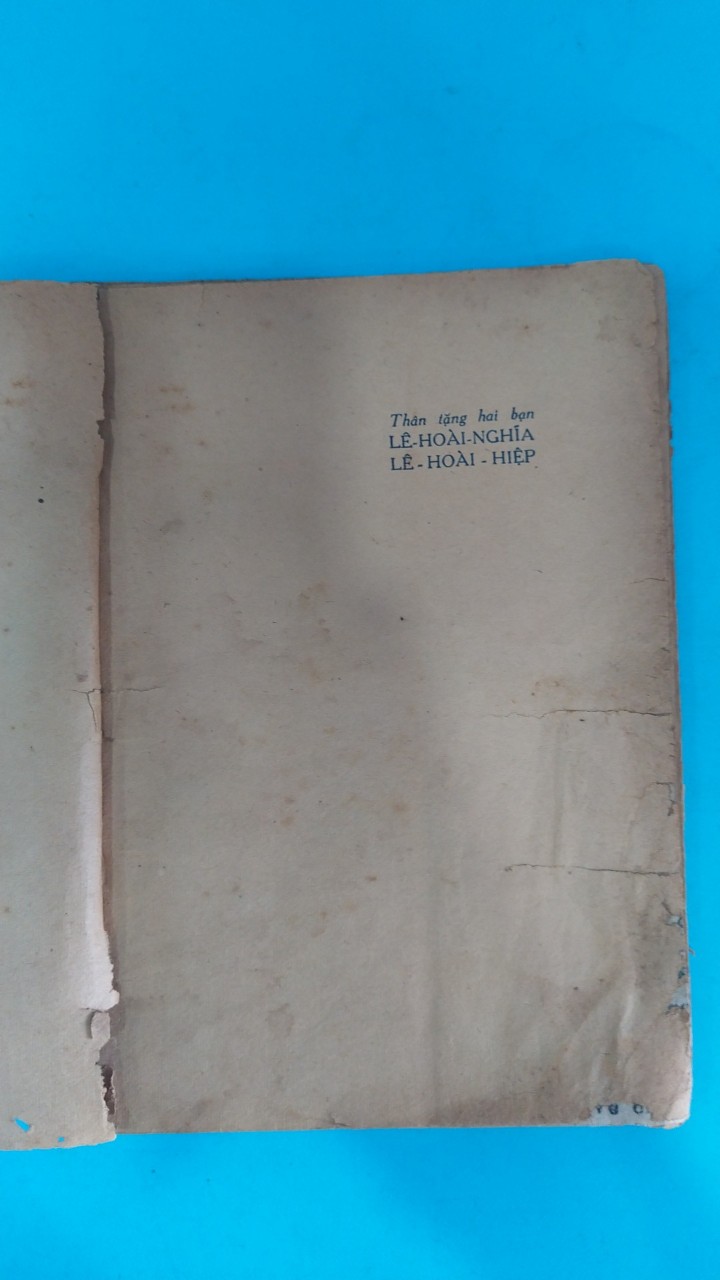 Thân tặng hai bạn
LÊ-HOÀI-NGHĨA
LÊ - HOÀI - HIỆP